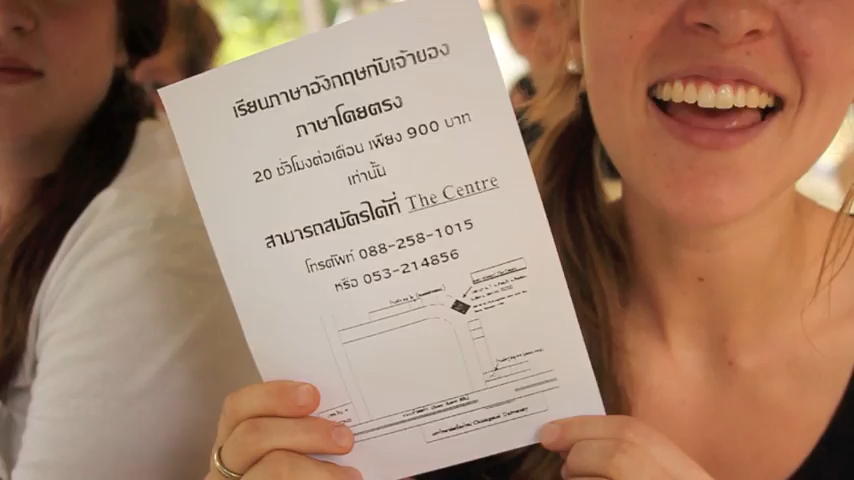 เรียนภาษาอังกฤษกับเจ้าของ
ภาษาโดยตรง
20 ชั่วโมงต่อเดือน เพียง 900 บาท
เท่านั้น
สามารถสมัครได้ที่ The Centre
โทรศัพท์ 088-258-1015
หรือ 053-214856